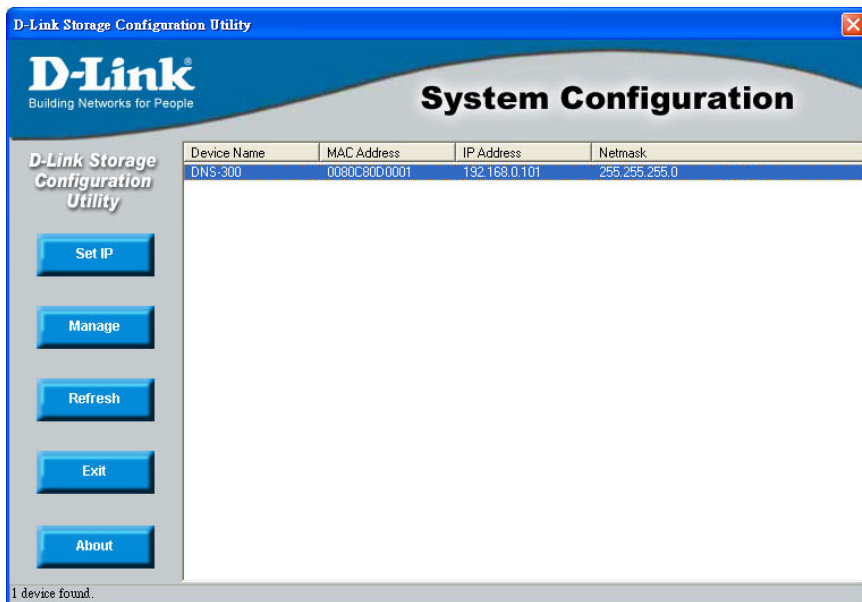 D-Link Storage Configuration Utility
D-Link®
Building Networks for People
System Configuration
D-Link Storage
Configuration
Utility
Set IP
Manage
Refresh
Exit
About
Device Name MAC Address IP Address Netmask
DNS-300 0080C80D0001 192.168.0.101 255.255.255.0
1 device found.